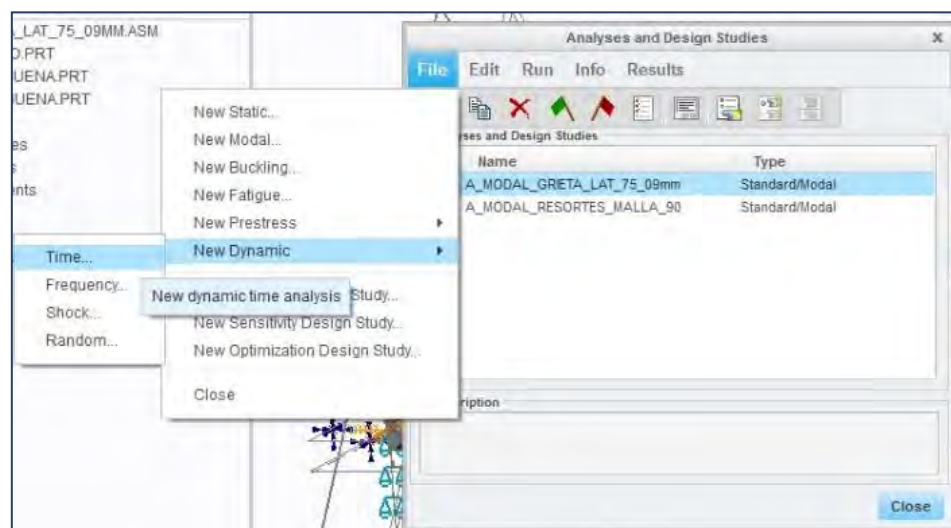 _LAT_75_09MM.ASM
D.PRT
UENA.PRT
UENA.PRT
es
s
nts
Analyses and Design Studies x
File Edit Run Info Results
yses and Design Studies
Name Type
A_MODAL_GRIETA_LAT_75_09mm Standard/Modal
A_MODAL_RESORTES_MALLA_90 Standard/Modal
ription
Close
New Static...
New Modal...
New Buckling...
New Fatigue...
New Prestress
New Dynamic
Study...
New Sensitivity Design Study...
New Optimization Design Study...
Close
Time...
Frequency...
Shock...
Random...
New dynamic time analysis